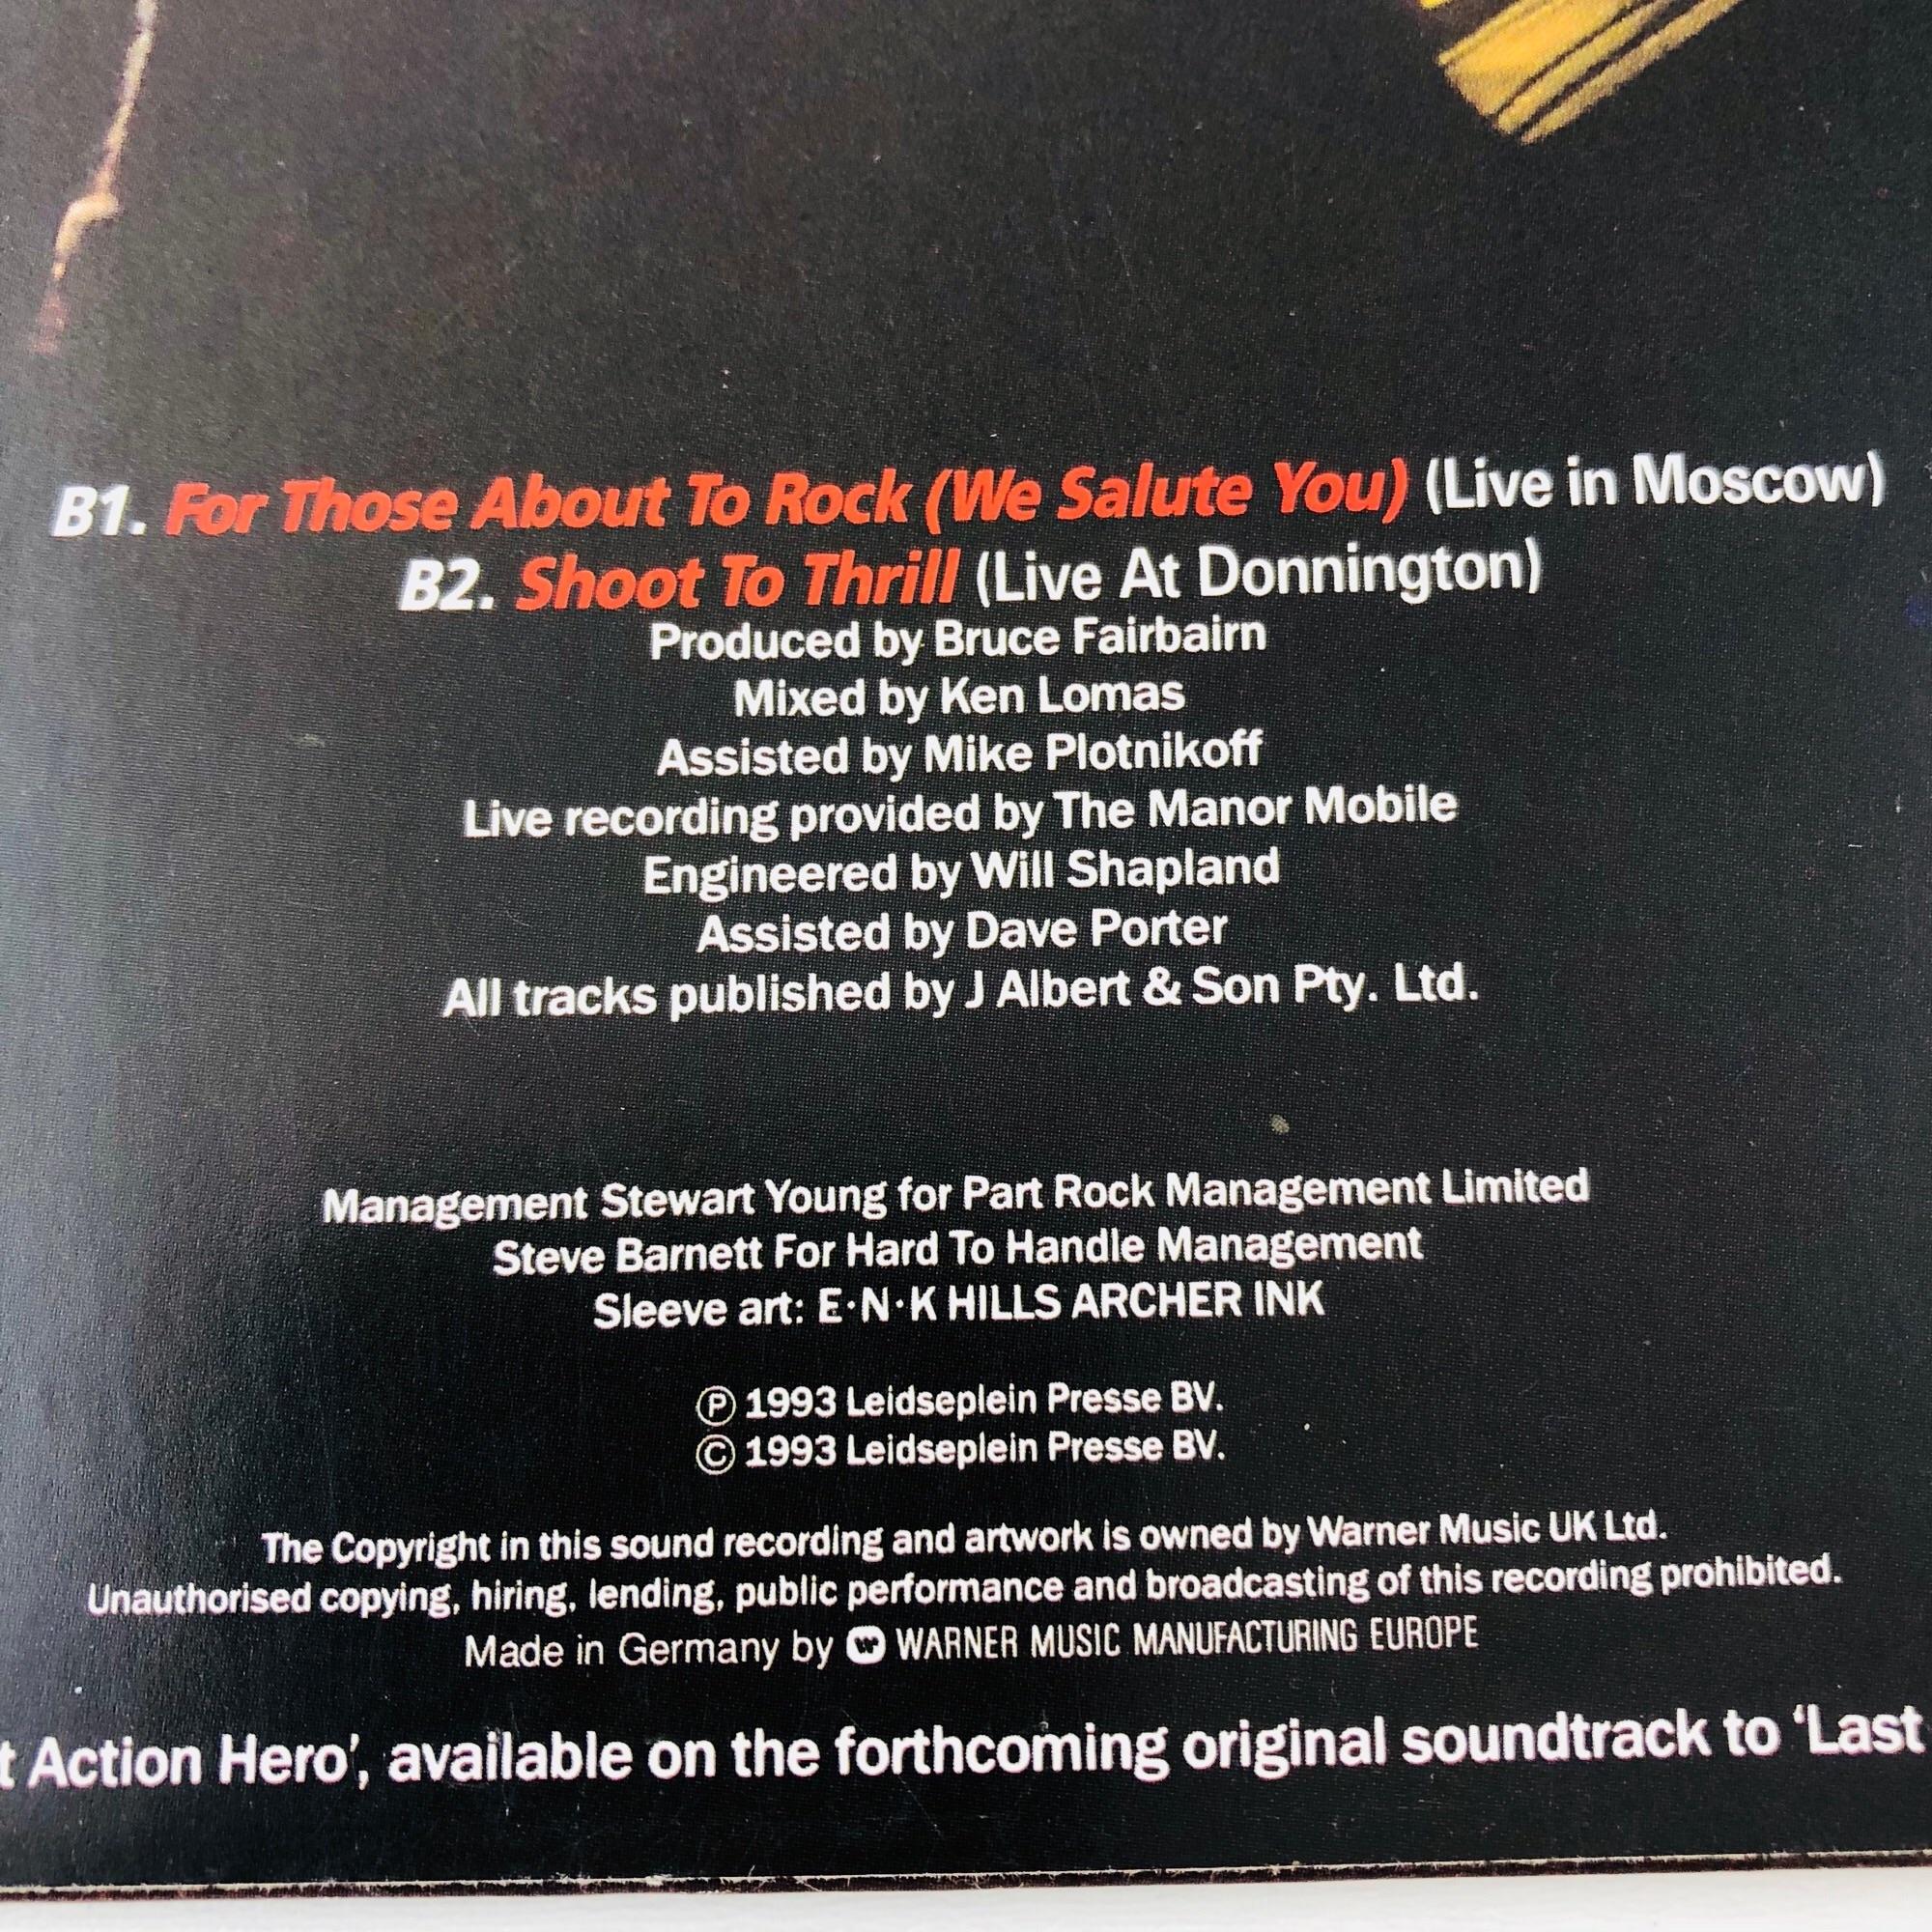 B1. For Those About To Rock (We Salute You) (Live in Moscow)
B2. Shoot To Thrill (Live At Donnington)
Produced by Bruce Fairbairn
Mixed by Ken Lomas
Assisted by Mike Plotnikoff
Live recording provided by The Manor Mobile
Engineered by Will Shapland
Assisted by Dave Porter
All tracks published by J Albert & Son Pty. Ltd.
Management Stewart Young for Part Rock Management Limited
Steve Barnett For Hard To Handle Management
Sleeve art: E·N·K HILLS ARCHER INK
℗ 1993 Leidseplein Presse BV.
© 1993 Leidseplein Presse BV.
The Copyright in this sound recording and artwork is owned by Warner Music UK Ltd.
Unauthorised copying, hiring, lending, public performance and broadcasting of this recording prohibited.
Made in Germany by W WARNER MUSIC MANUFACTURING EUROPE
t Action Hero', available on the forthcoming original soundtrack to 'Last